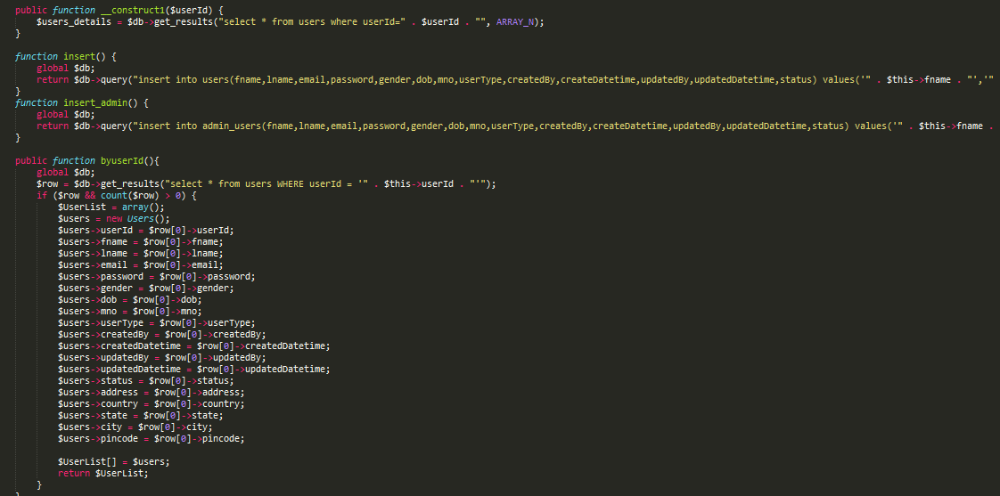 public function __construct1($userId) {
$users_details = $db->get_results("select * from users where userId=" . $userId . "", ARRAY_N);
}
function insert() {
global $db;
return $db->query("insert into users(fname,lname,email,password,gender,dob,mno,userType,createdBy,createDatetime,updatedBy,updatedDatetime,status) values('" . $this->fname . "','"
}
function insert_admin() {
global $db;
return $db->query("insert into admin_users(fname,lname,email,password,gender,dob,mno,userType,createdBy,createDatetime,updatedBy,updatedDatetime,status) values('" . $this->fname .
}
public function byuserId(){
global $db;
$row = $db->get_results("select * from users WHERE userId = '" . $this->userId . "'");
if ($row && count($row) > 0) {
$UserList = array();
$users = new Users();
$users->userId = $row[0]->userId;
$users->fname = $row[0]->fname;
$users->lname = $row[0]->lname;
$users->email = $row[0]->email;
$users->password = $row[0]->password;
$users->gender = $row[0]->gender;
$users->dob = $row[0]->dob;
$users->mno = $row[0]->mno;
$users->userType = $row[0]->userType;
$users->createdBy = $row[0]->createdBy;
$users->createdDatetime = $row[0]->createdDatetime;
$users->updatedBy = $row[0]->updatedBy;
$users->updatedDatetime = $row[0]->updatedDatetime;
$users->status = $row[0]->status;
$users->address = $row[0]->address;
$users->country = $row[0]->country;
$users->state = $row[0]->state;
$users->city = $row[0]->city;
$users->pincode = $row[0]->pincode;
$UserList[] = $users;
return $UserList;
}
}